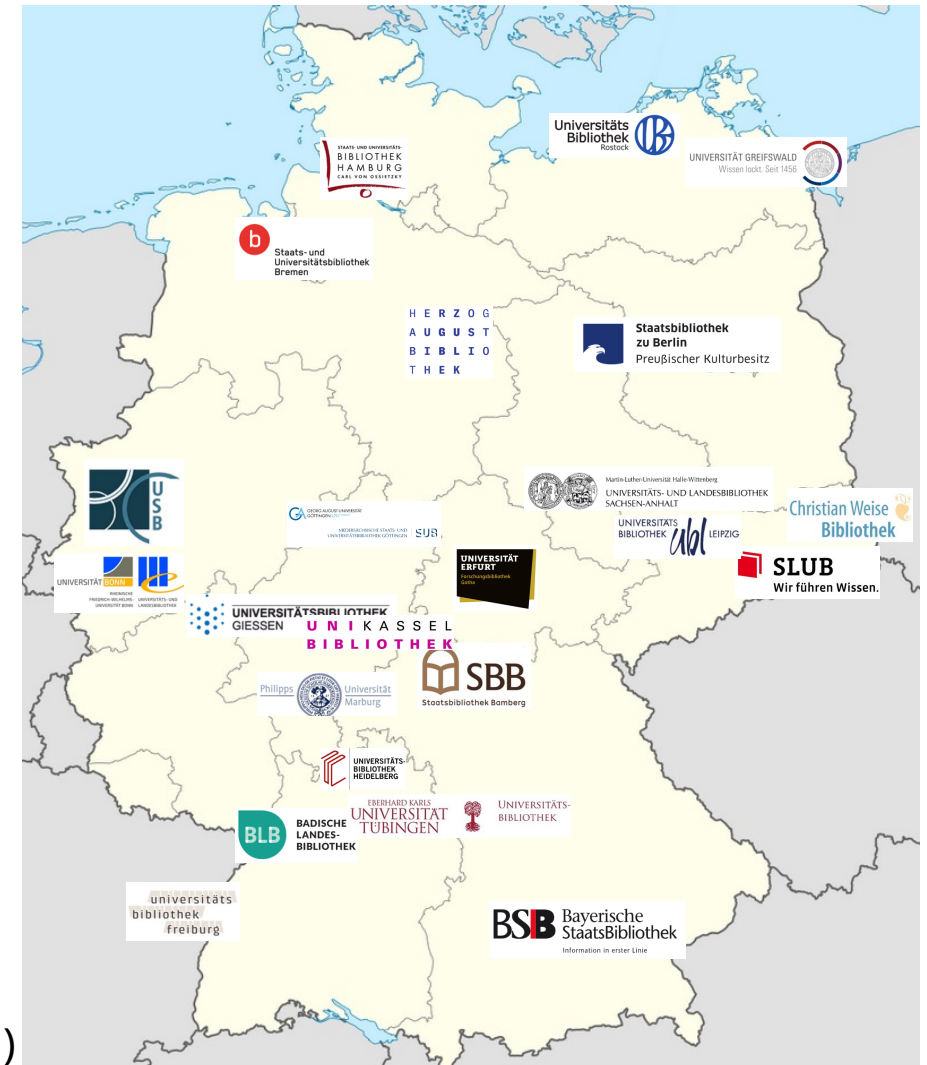 Universitäts
Bibliothek
Rostock
UB
STAATS- UND UNIVERSITÄTS-
BIBLIOTHEK
HAMBURG
CARL VON OSSIETZKY
UNIVERSITÄT GREIFSWALD
Wissen lockt. Seit 1456
b
Staats- und
Universitätsbibliothek
Bremen
HERZOG
AUGUST
BIBLIO
THEK
Staatsbibliothek
zu Berlin
Preußischer Kulturbesitz
USB
Martin-Luther-Universität Halle-Wittenberg
UNIVERSITÄTS- UND LANDESBIBLIOTHEK
SACHSEN-ANHALT
Christian Weise
Bibliothek
GEORG-AUGUST-UNIVERSITÄT
GÖTTINGEN
NIEDERSÄCHSISCHE STAATS- UND
UNIVERSITÄTSBIBLIOTHEK GÖTTINGEN
SUB
UNIVERSITÄTS
BIBLIOTHEK ubl LEIPZIG
UNIVERSITÄT BONN
RHEINISCHE
FRIEDRICH-WILHELMS-
UNIVERSITÄT BONN
UNIVERSITÄTS- UND
LANDESBIBLIOTHEK
UNIVERSITÄT
ERFURT
Forschungsbibliothek
Gotha
SLUB
Wir führen Wissen.
UNIVERSITÄTSBIBLIOTHEK
GIESSEN
UNIKASSEL
BIBLIOTHEK
SBB
Staatsbibliothek Bamberg
Philipps Universität
Marburg
UNIVERSITÄTS-
BIBLIOTHEK
HEIDELBERG
BLB
BADISCHE
LANDES-
BIBLIOTHEK
EBERHARD KARLS
UNIVERSITÄT
TÜBINGEN
UNIVERSITÄTS-
BIBLIOTHEK
universitäts
bibliothek
freiburg
BSB
Bayerische
StaatsBibliothek
Information in erster Linie
)